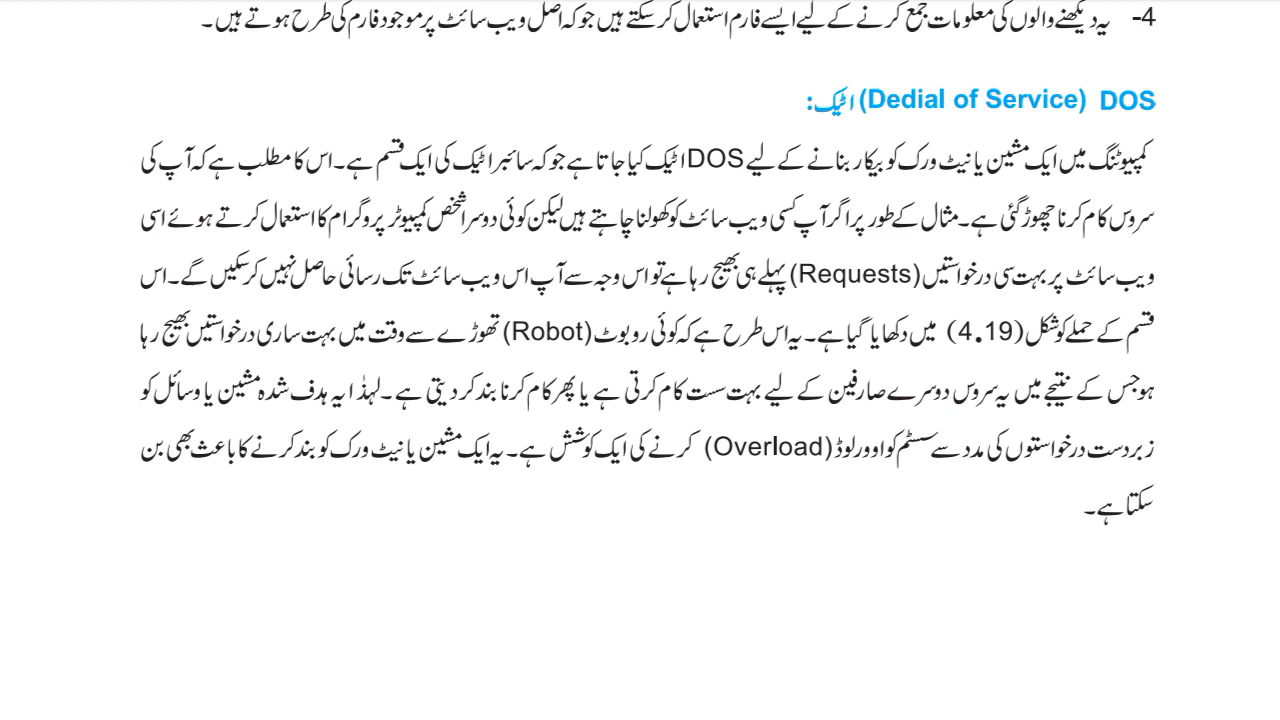 4- یہ دیکھنے والوں کی معلومات جمع کرنے کے لیے ایسے فارم استعمال کر سکتے ہیں جو کہ اصل ویب سائٹ پر موجود فارم کی طرح ہوتے ہیں۔
DOS (Dedial of Service) اٹیک:
کمپیوٹنگ میں ایک مشین یا نیٹ ورک کو بیکار بنانے کے لیے DOS اٹیک کیا جاتا ہے جو کہ سائبر اٹیک کی ایک قسم ہے۔ اس کا مطلب ہے کہ آپ کی
سروس کام کرنا چھوڑ گئی ہے۔ مثال کے طور پر اگر آپ کسی ویب سائٹ کو کھولنا چاہتے ہیں لیکن کوئی دوسرا شخص کمپیوٹر پروگرام کا استعمال کرتے ہوئے اسی
ویب سائٹ پر بہت سی درخواستیں (Requests) پہلے ہی بھیج رہا ہے تو اس وجہ سے آپ اس ویب سائٹ تک رسائی حاصل نہیں کر سکیں گے۔ اس
قسم کے حملے کو شکل (4.19) میں دکھایا گیا ہے۔ یہ اس طرح ہے کہ کوئی روبوٹ (Robot) تھوڑے سے وقت میں بہت ساری درخواستیں بھیج رہا
ہو جس کے نتیجے میں یہ سروس دوسرے صارفین کے لیے بہت سست کام کرتی ہے یا پھر کام کرنا بند کر دیتی ہے۔ لہٰذا یہ ہدف شدہ مشین یا وسائل کو
زبردست درخواستوں کی مدد سے سسٹم کو اوورلوڈ (Overload) کرنے کی ایک کوشش ہے۔ یہ ایک مشین یا نیٹ ورک کو بند کرنے کا باعث بھی بن
سکتا ہے۔